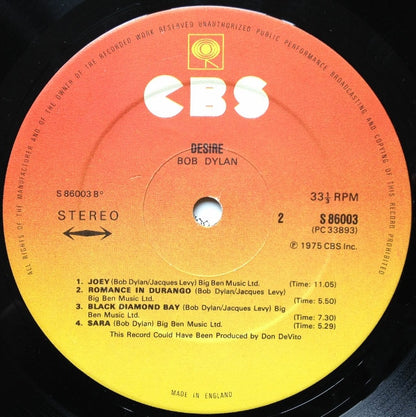 ALL RIGHTS OF THE MANUFACTURER AND OF THE OWNER OF THE RECORDED WORK RESERVED UNAUTHORIZED PUBLIC PERFORMANCE BROADCASTING AND COPYING OF THIS RECORD PROHIBITED
CBS
DESIRE
BOB DYLAN
S 86003 B°
33⅓ RPM
STEREO
2 S 86003
(PC 33893)
℗ 1975 CBS Inc.
1. JOEY (Bob Dylan/Jacques Levy) Big Ben Music Ltd. (Time: 11.05)
2. ROMANCE IN DURANGO (Bob Dylan/Jacques Levy)
Big Ben Music Ltd. (Time: 5.50)
3. BLACK DIAMOND BAY (Bob Dylan/Jacques Levy) Big
Ben Music Ltd. (Time: 7.30)
4. SARA (Bob Dylan) Big Ben Music Ltd. (Time: 5.29)
This Record Could Have Been Produced by Don DeVito
MADE IN ENGLAND